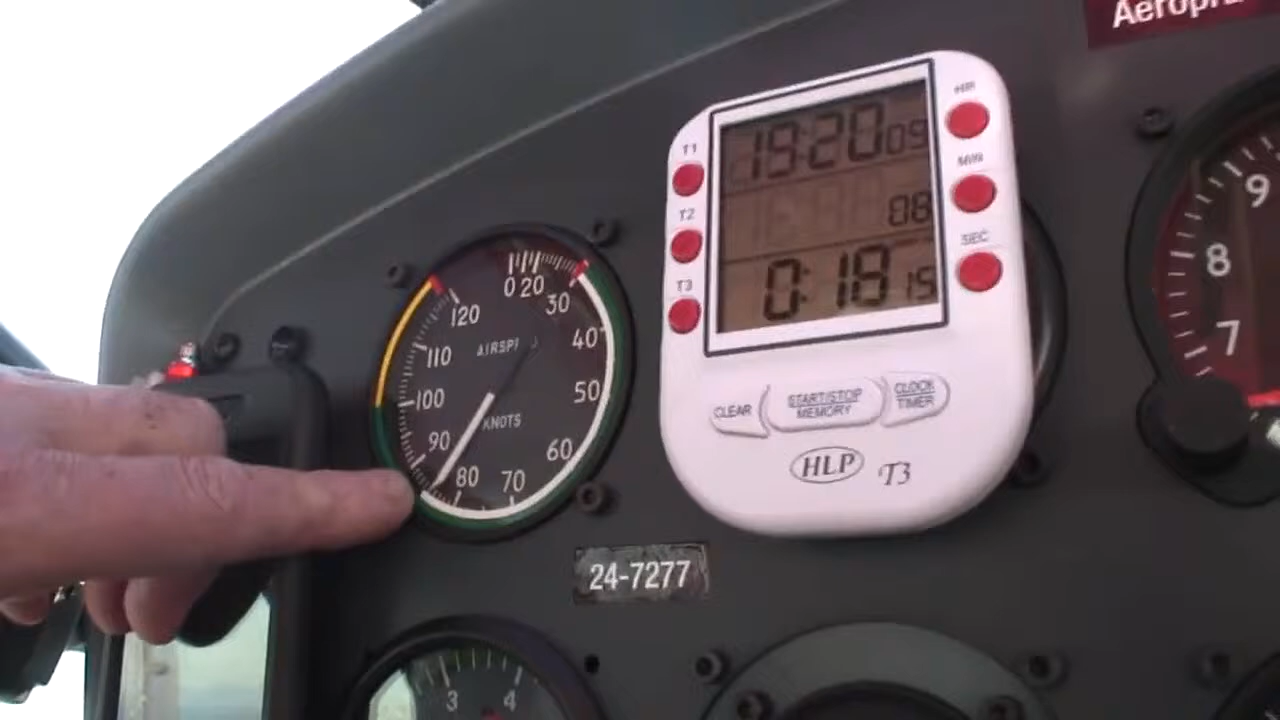 Aeropr
HR
T1
19:20 09
MIN
T2
08
SEC
T3
0:18 15
CLEAR
START/STOP
MEMORY
CLOCK
TIMER
HLP T3
24-7277
0 20
30
40
50
60
70
80
90
100
110
120
KNOTS
9
8
7
3 4